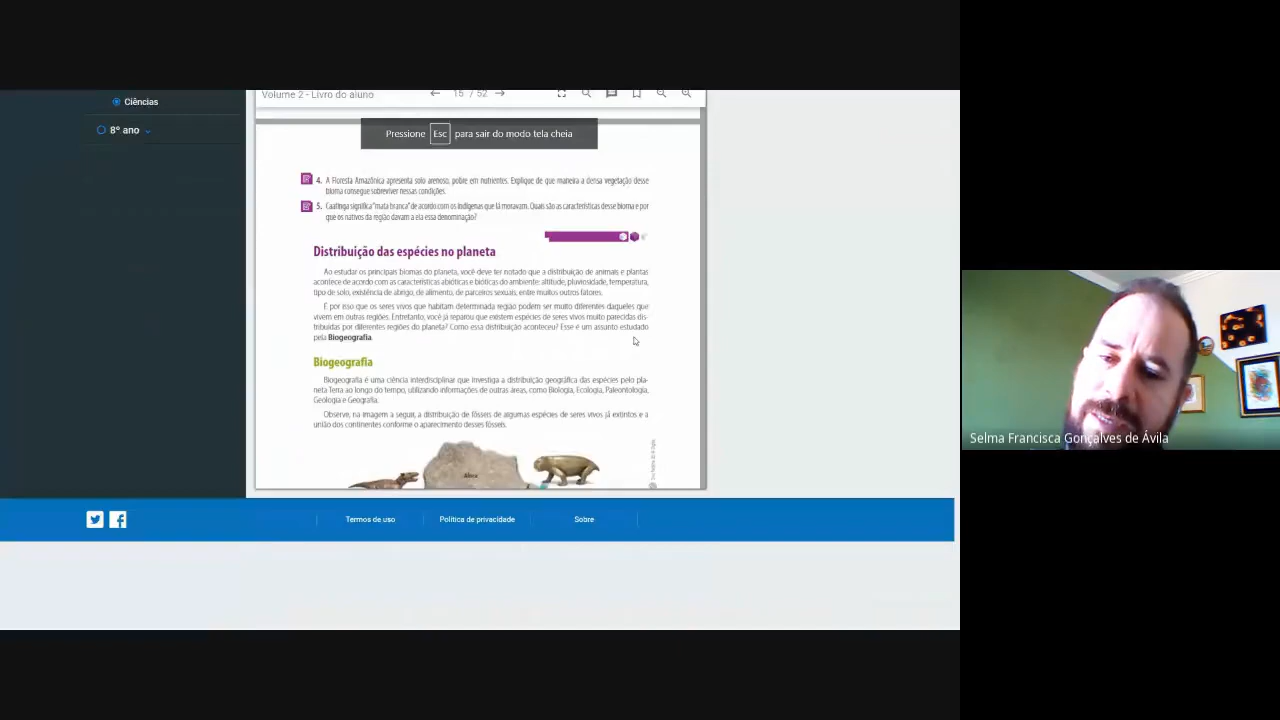 Ciências
8º ano
Volume 2 - Livro do aluno
15 / 52
Pressione Esc para sair do modo tela cheia
4. A Floresta Amazônica apresenta solo arenoso, pobre em nutrientes. Explique de que maneira a densa vegetação desse
bioma consegue sobreviver nessas condições.
5. Caatinga significa "mata branca" de acordo com os indígenas que lá moravam. Quais são as características desse bioma e por
que os nativos da região davam a ela essa denominação?
Distribuição das espécies no planeta
Ao estudar os principais biomas do planeta, você deve ter notado que a distribuição de animais e plantas
acontece de acordo com as características abióticas e bióticas do ambiente: altitude, pluviosidade, temperatura,
tipo de solo, existência de abrigo, de alimento, de parceiros sexuais, entre muitos outros fatores.
É por isso que os seres vivos que habitam determinada região podem ser muito diferentes daqueles que
vivem em outras regiões. Entretanto, você já reparou que existem espécies de seres vivos muito parecidas dis-
tribuídas por diferentes regiões do planeta? Como essa distribuição aconteceu? Esse é um assunto estudado
pela Biogeografia.
Biogeografia
Biogeografia é uma ciência interdisciplinar que investiga a distribuição geográfica das espécies pelo pla-
neta Terra ao longo do tempo, utilizando informações de outras áreas, como Biologia, Ecologia, Paleontologia,
Geologia e Geografia.
Observe, na imagem a seguir, a distribuição de fósseis de algumas espécies de seres vivos já extintos e a
união dos continentes conforme o aparecimento desses fósseis.
África
Selma Francisca Gonçalves de Ávila
Termos de uso
Política de privacidade
Sobre